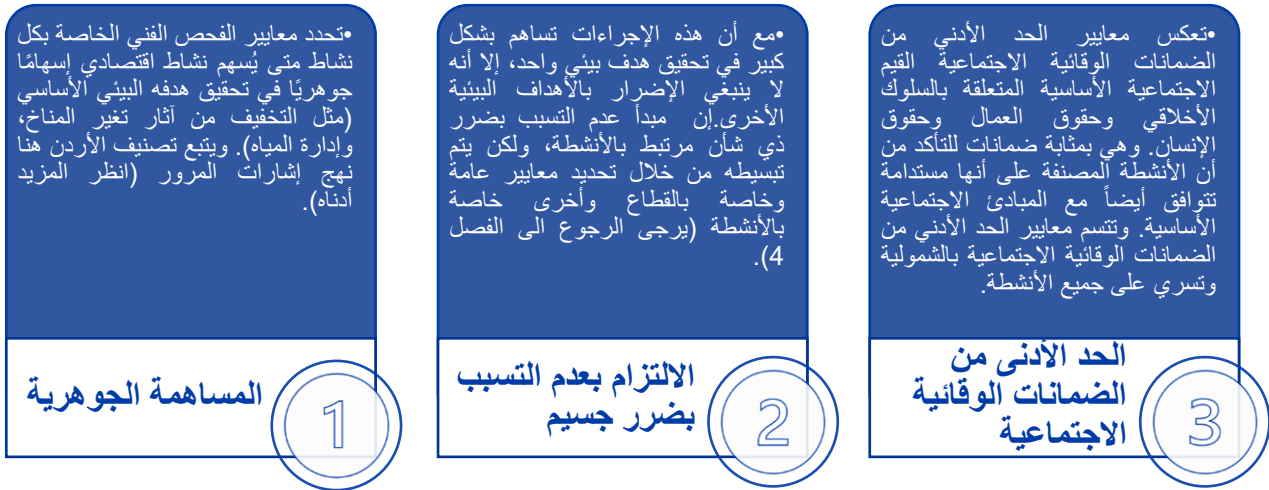 •تحدد معايير الفحص الفني الخاصة بكل
نشاط متى يُسهم نشاط اقتصادي إسهامًا
جوهريًا في تحقيق هدفه البيئي الأساسي
(مثل التخفيف من آثار تغير المناخ،
وإدارة المياه). ويتبع تصنيف الأردن هنا
نهج إشارات المرور (انظر المزيد
أدناه).
المساهمة الجوهرية
1
•مع أن هذه الإجراءات تساهم بشكل
كبير في تحقيق هدف بيئي واحد، إلا أنه
لا ينبغي الإضرار بالأهداف البيئية
الأخرى.إن مبدأ عدم التسبب بضرر
ذي شأن مرتبط بالأنشطة، ولكن يتم
تبسيطه من خلال تحديد معايير عامة
وخاصة بالقطاع وأخرى خاصة
بالأنشطة (يرجى الرجوع الى الفصل
4).
الالتزام بعدم التسبب
بضرر جسيم
2
•تعكس معايير الحد الأدني من
الضمانات الوقائية الاجتماعية القيم
الاجتماعية الأساسية المتعلقة بالسلوك
الأخلاقي وحقوق العمال وحقوق
الإنسان. وهي بمثابة ضمانات للتأكد من
أن الأنشطة المصنفة على أنها مستدامة
تتوافق أيضاً مع المبادئ الاجتماعية
الأساسية. وتتسم معايير الحد الأدني من
الضمانات الوقائية الاجتماعية بالشمولية
وتسري على جميع الأنشطة.
الحد الأدنى من
الضمانات الوقائية
الاجتماعية
3